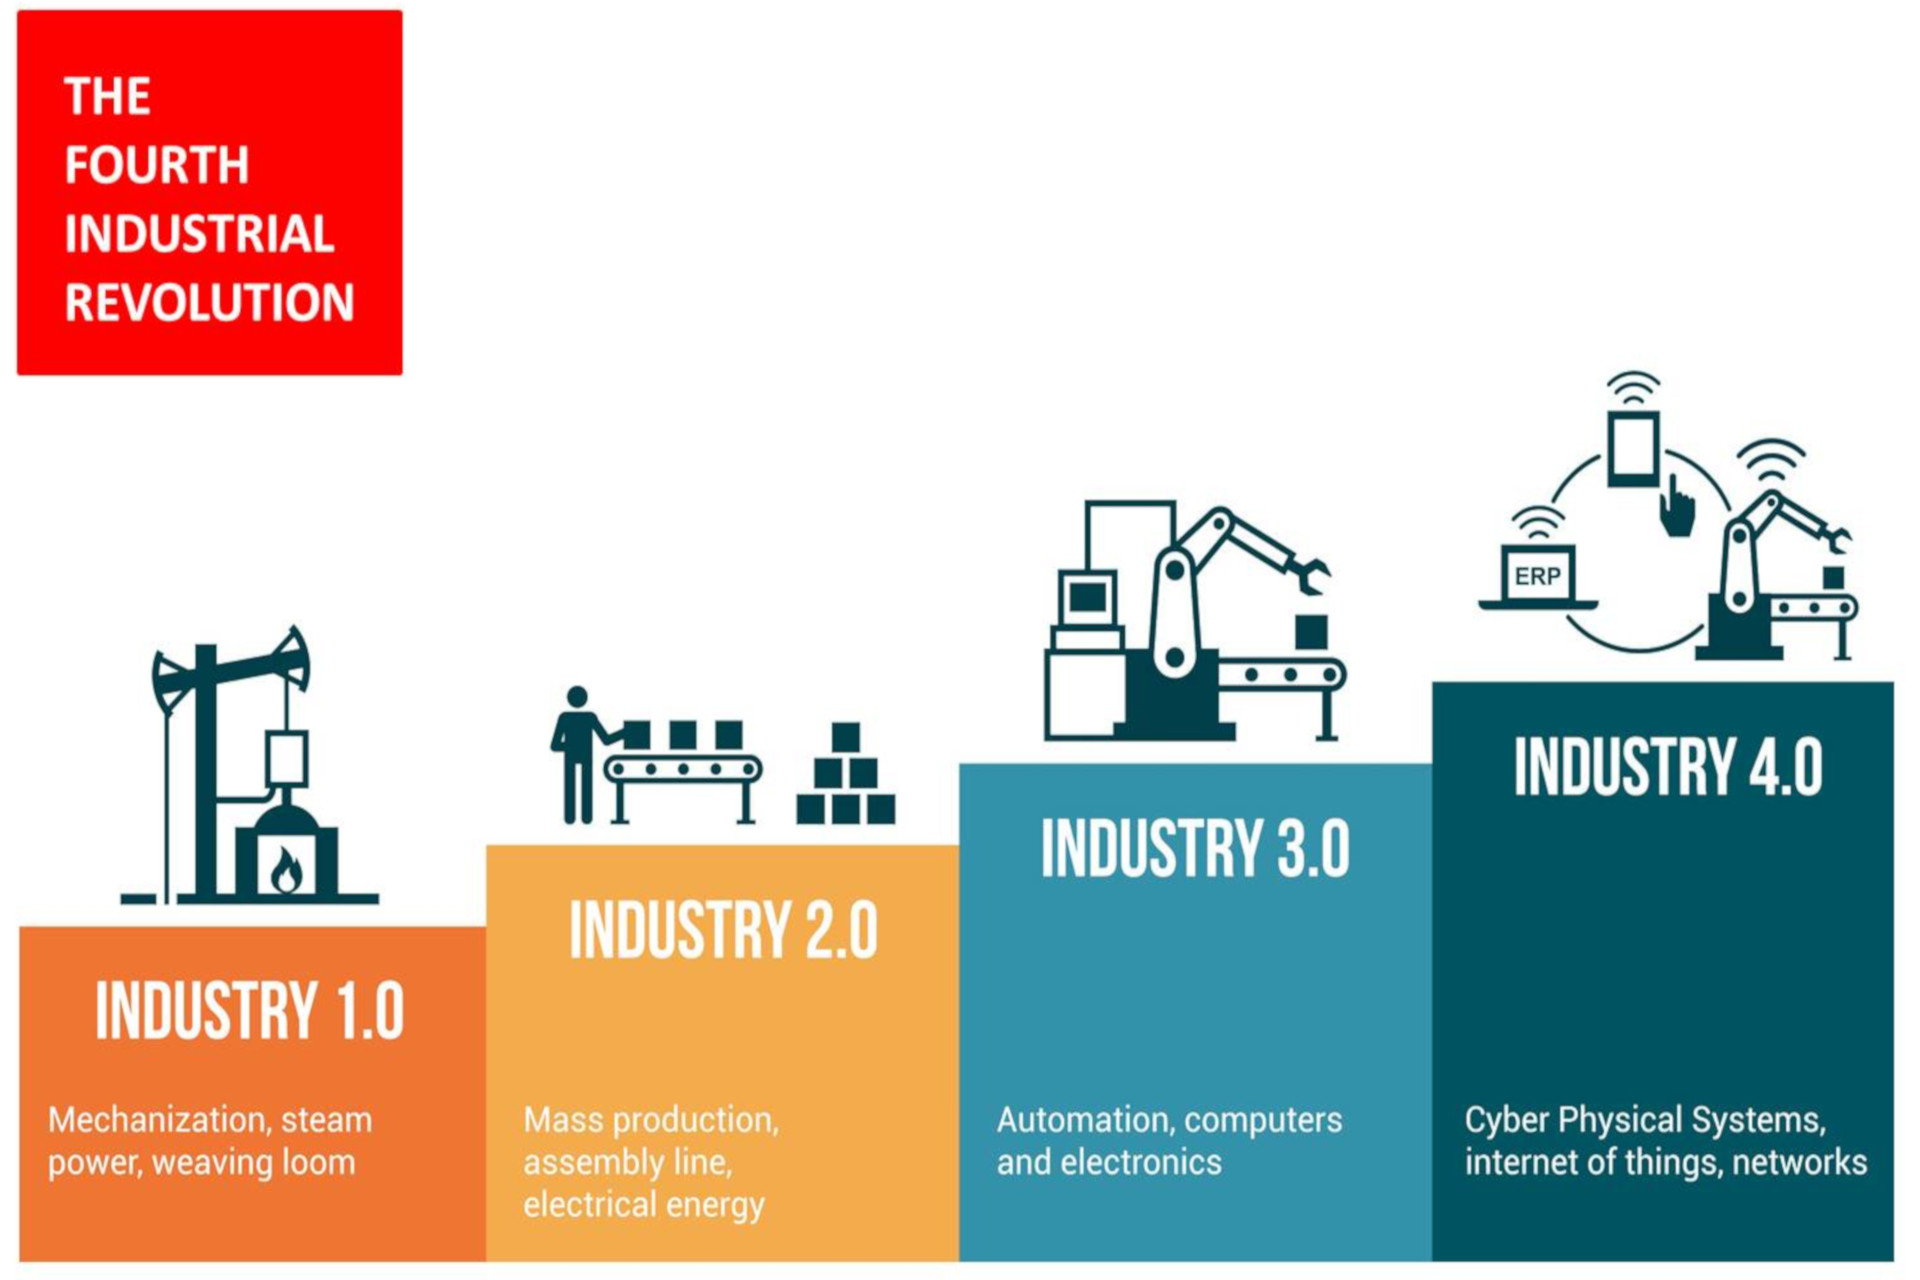 THE
FOURTH
INDUSTRIAL
REVOLUTION
ERP
INDUSTRY 1.0
Mechanization, steam
power, weaving loom
INDUSTRY 2.0
Mass production,
assembly line,
electrical energy
INDUSTRY 3.0
Automation, computers
and electronics
INDUSTRY 4.0
Cyber Physical Systems,
internet of things, networks